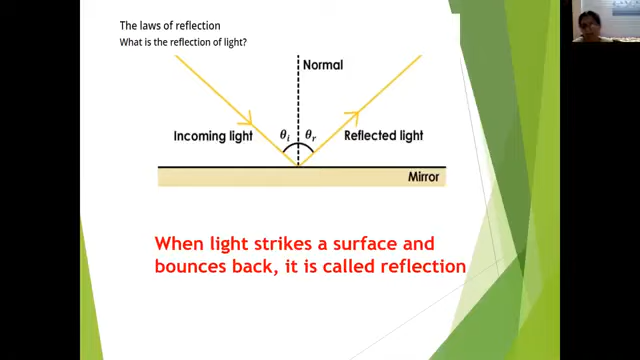 The laws of reflection
What is the reflection of light?
Normal
Incoming light
θi
θr
Reflected light
Mirror
When light strikes a surface and
bounces back, it is called reflection